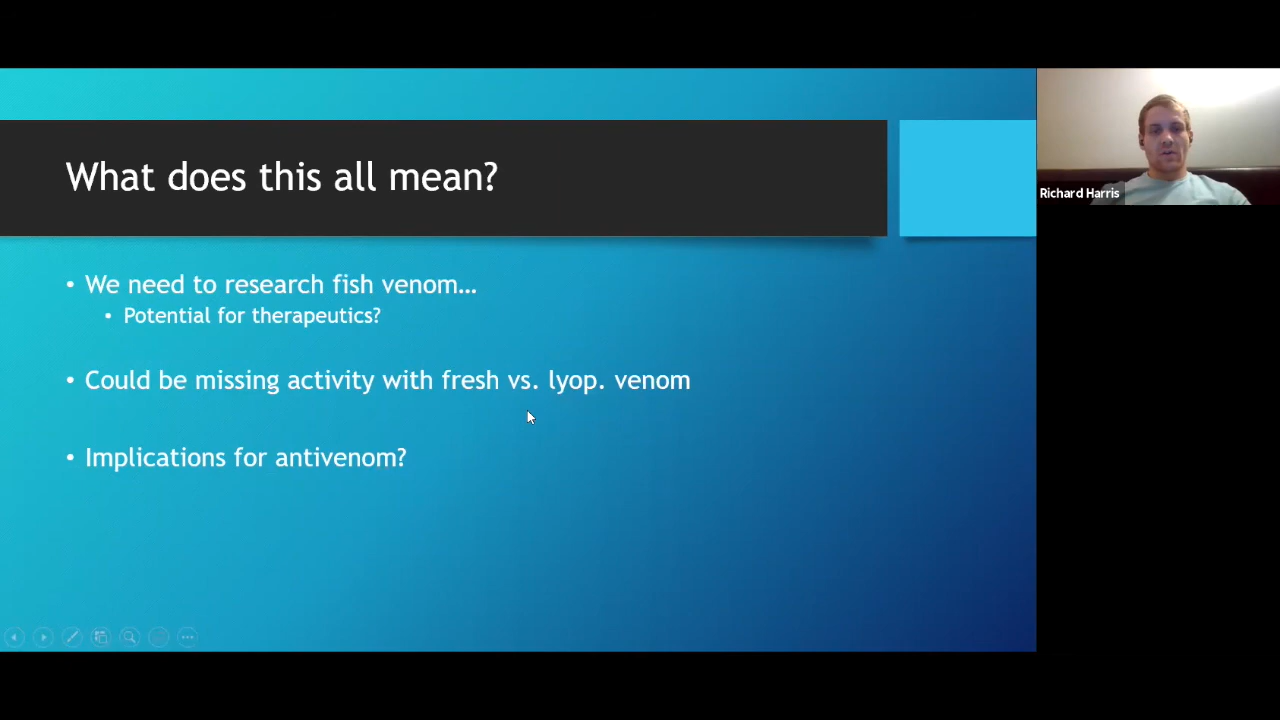 What does this all mean?
• We need to research fish venom...
• Potential for therapeutics?
• Could be missing activity with fresh vs. lyop. venom
• Implications for antivenom?
Richard Harris